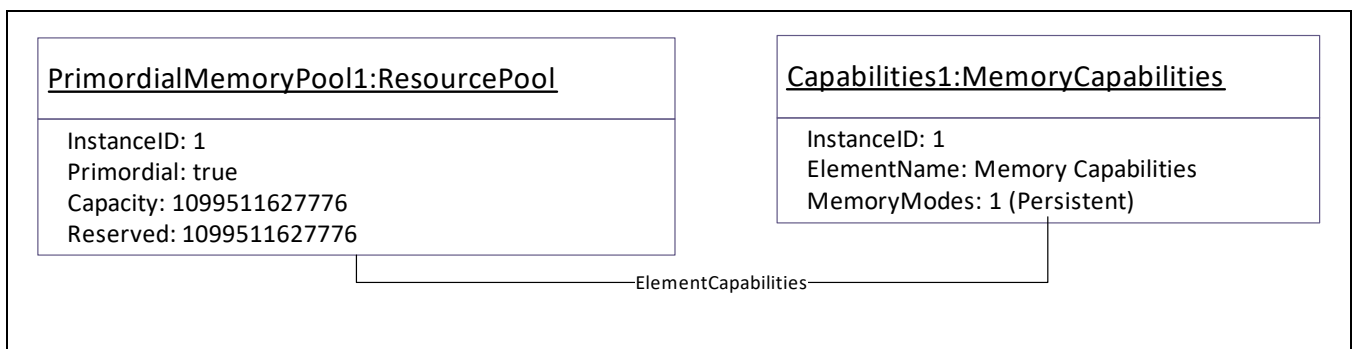 PrimordialMemoryPool1:ResourcePool
InstanceID: 1
Primordial: true
Capacity: 1099511627776
Reserved: 1099511627776
Capabilities1:MemoryCapabilities
InstanceID: 1
ElementName: Memory Capabilities
MemoryModes: 1 (Persistent)
ElementCapabilities